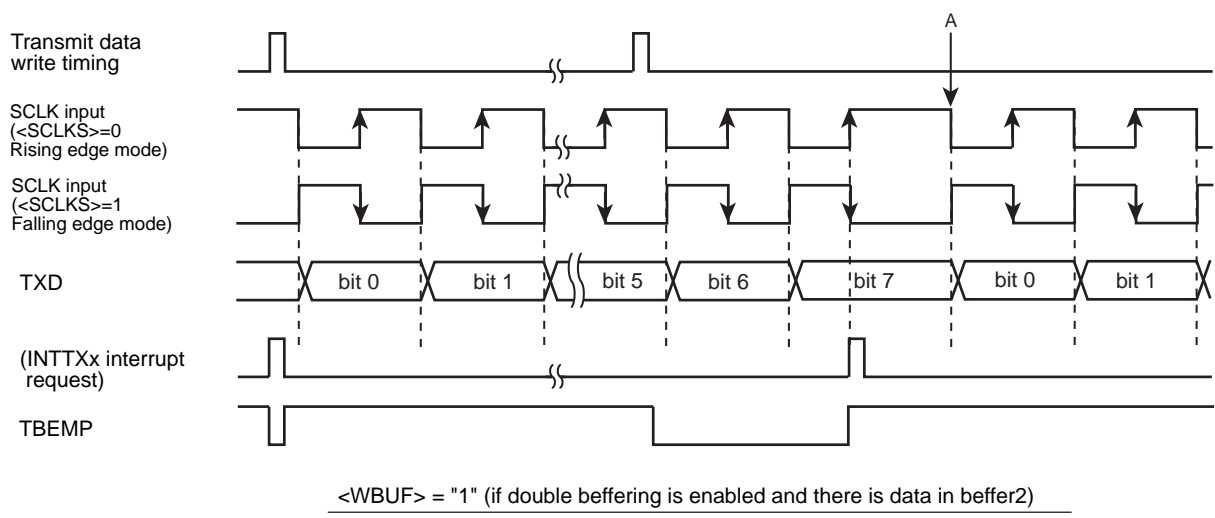 A
Transmit data
write timing
SCLK input
(<SCLKS>=0
Rising edge mode)
SCLK input
(<SCLKS>=1
Falling edge mode)
TXD
bit 0
bit 1
bit 5
bit 6
bit 7
bit 0
bit 1
(INTTXx interrupt
request)
TBEMP
<WBUF> = "1" (if double beffering is enabled and there is data in beffer2)